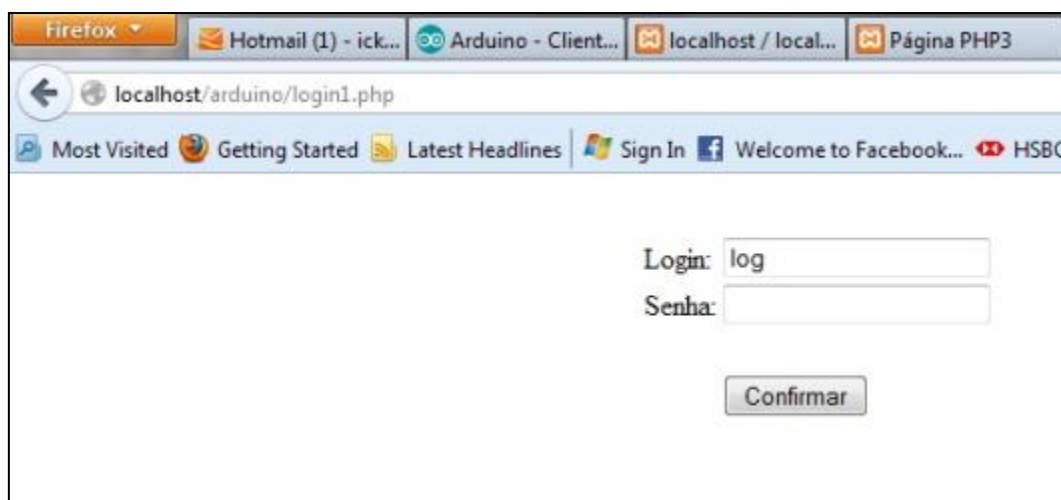 Firefox
Hotmail (1) - ick... Arduino - Client... localhost / local... Página PHP3
localhost/arduino/login1.php
Most Visited Getting Started Latest Headlines Sign In Welcome to Facebook... HSBC
Login: log
Senha:
Confirmar